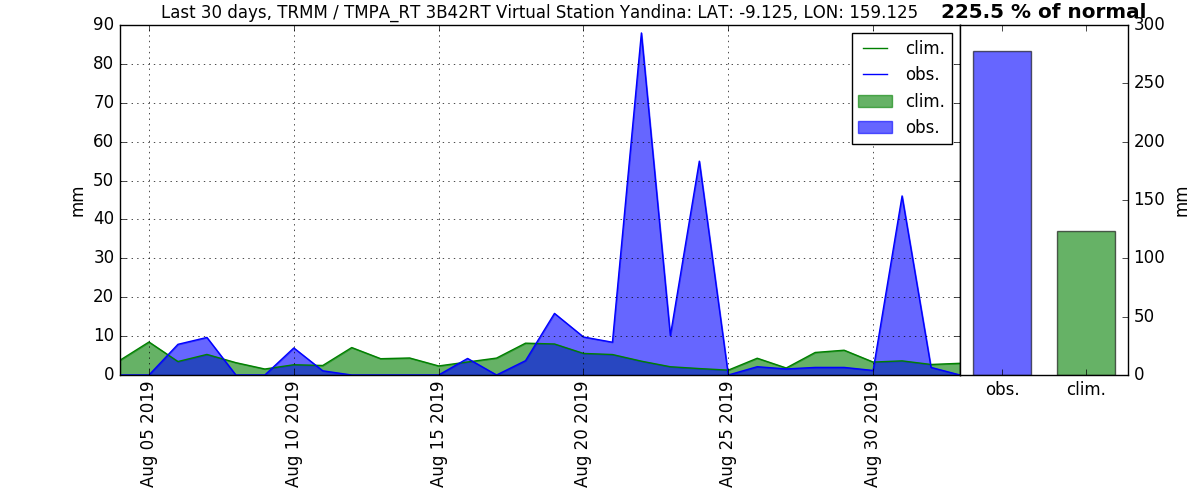 Last 30 days, TRMM / TMPA_RT 3B42RT Virtual Station Yandina: LAT: -9.125, LON: 159.125
225.5 % of normal
90
80
70
60
50
40
30
20
10
0
mm
clim.
obs.
clim.
obs.
Aug 05 2019
Aug 10 2019
Aug 15 2019
Aug 20 2019
Aug 25 2019
Aug 30 2019
300
250
200
150
100
50
0
mm
obs.
clim.